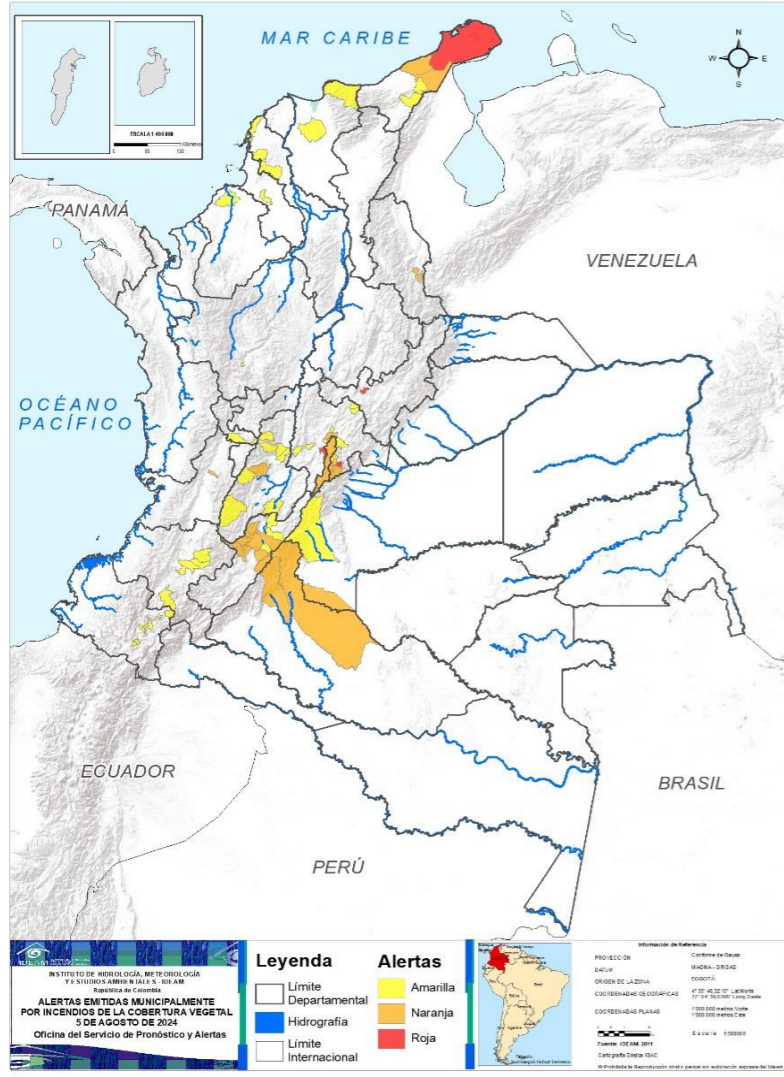 MAR CARIBE
N
W
E
S
ESCALA 1:400.000
PANAMÁ
VENEZUELA
OCÉANO
PACÍFICO
ECUADOR
BRASIL
PERÚ
IDEAM
INSTITUTO DE HIDROLOGÍA, METEOROLOGÍA
Y ESTUDIOS AMBIENTALES - IDEAM
República de Colombia
ALERTAS EMITIDAS MUNICIPALMENTE
POR INCENDIOS DE LA COBERTURA VEGETAL
5 DE AGOSTO DE 2024
Oficina del Servicio de Pronóstico y Alertas
Leyenda
Límite
Departamental
Hidrografía
Límite
Internacional
Alertas
Amarilla
Naranja
Roja
Información de Referencia
PROYECCIÓN
Conforme de Gauss
DATUM
MAGNA - SIRGAS
ORIGEN DE LA ZONA
BOGOTÁ
COORDENADAS GEOGRÁFICAS
COORDENADAS PLANAS
1'000.000 metros Norte
1'000.000 metros Este
Escala
Fuente: IDEAM, 2011
Cartografía Básica IGAC